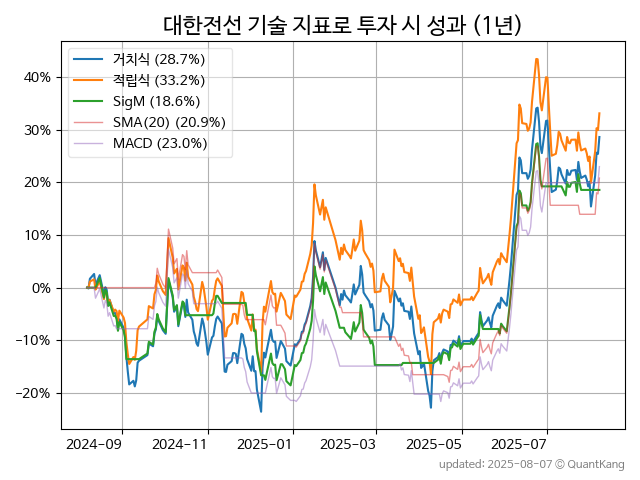 대한전선 기술 지표로 투자 시 성과 (1년)
거치식 (28.7%)
적립식 (33.2%)
SigM (18.6%)
SMA(20) (20.9%)
MACD (23.0%)
40%
30%
20%
10%
0%
−10%
−20%
2024-09
2024-11
2025-01
2025-03
2025-05
2025-07
updated: 2025-08-07 © QuantKang